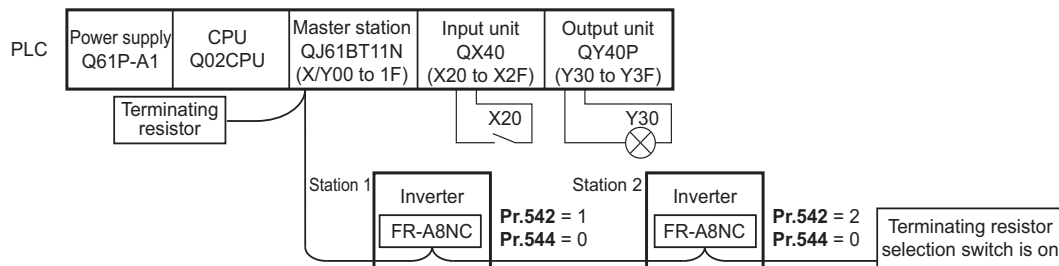 PLC
Power supply
Q61P-A1
CPU
Q02CPU
Master station
QJ61BT11N
(X/Y00 to 1F)
Input unit
QX40
(X20 to X2F)
Output unit
QY40P
(Y30 to Y3F)
Terminating
resistor
X20
Y30
Station 1
Inverter
FR-A8NC
Pr.542 = 1
Pr.544 = 0
Station 2
Inverter
FR-A8NC
Pr.542 = 2
Pr.544 = 0
Terminating resistor
selection switch is on